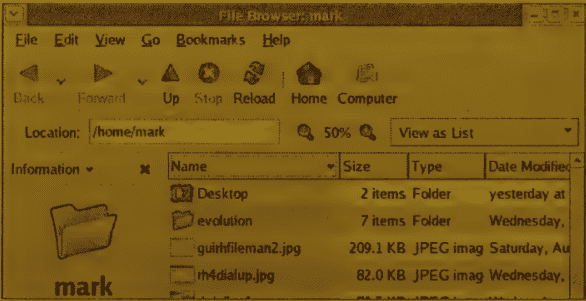 File Browser: mark
File Edit View Go Bookmarks Help
Back Forward Up Stop Reload Home Computer
Location: /home/mark 50% View as List
Information Name Size Type Date Modified
Desktop 2 items Folder yesterday at
evolution 7 items Folder Wednesday,
guirhfileman2.jpg 209.1 KB JPEG imag Saturday, Au
rh4dialup.jpg 82.0 KB JPEG imag Wednesday,
mark